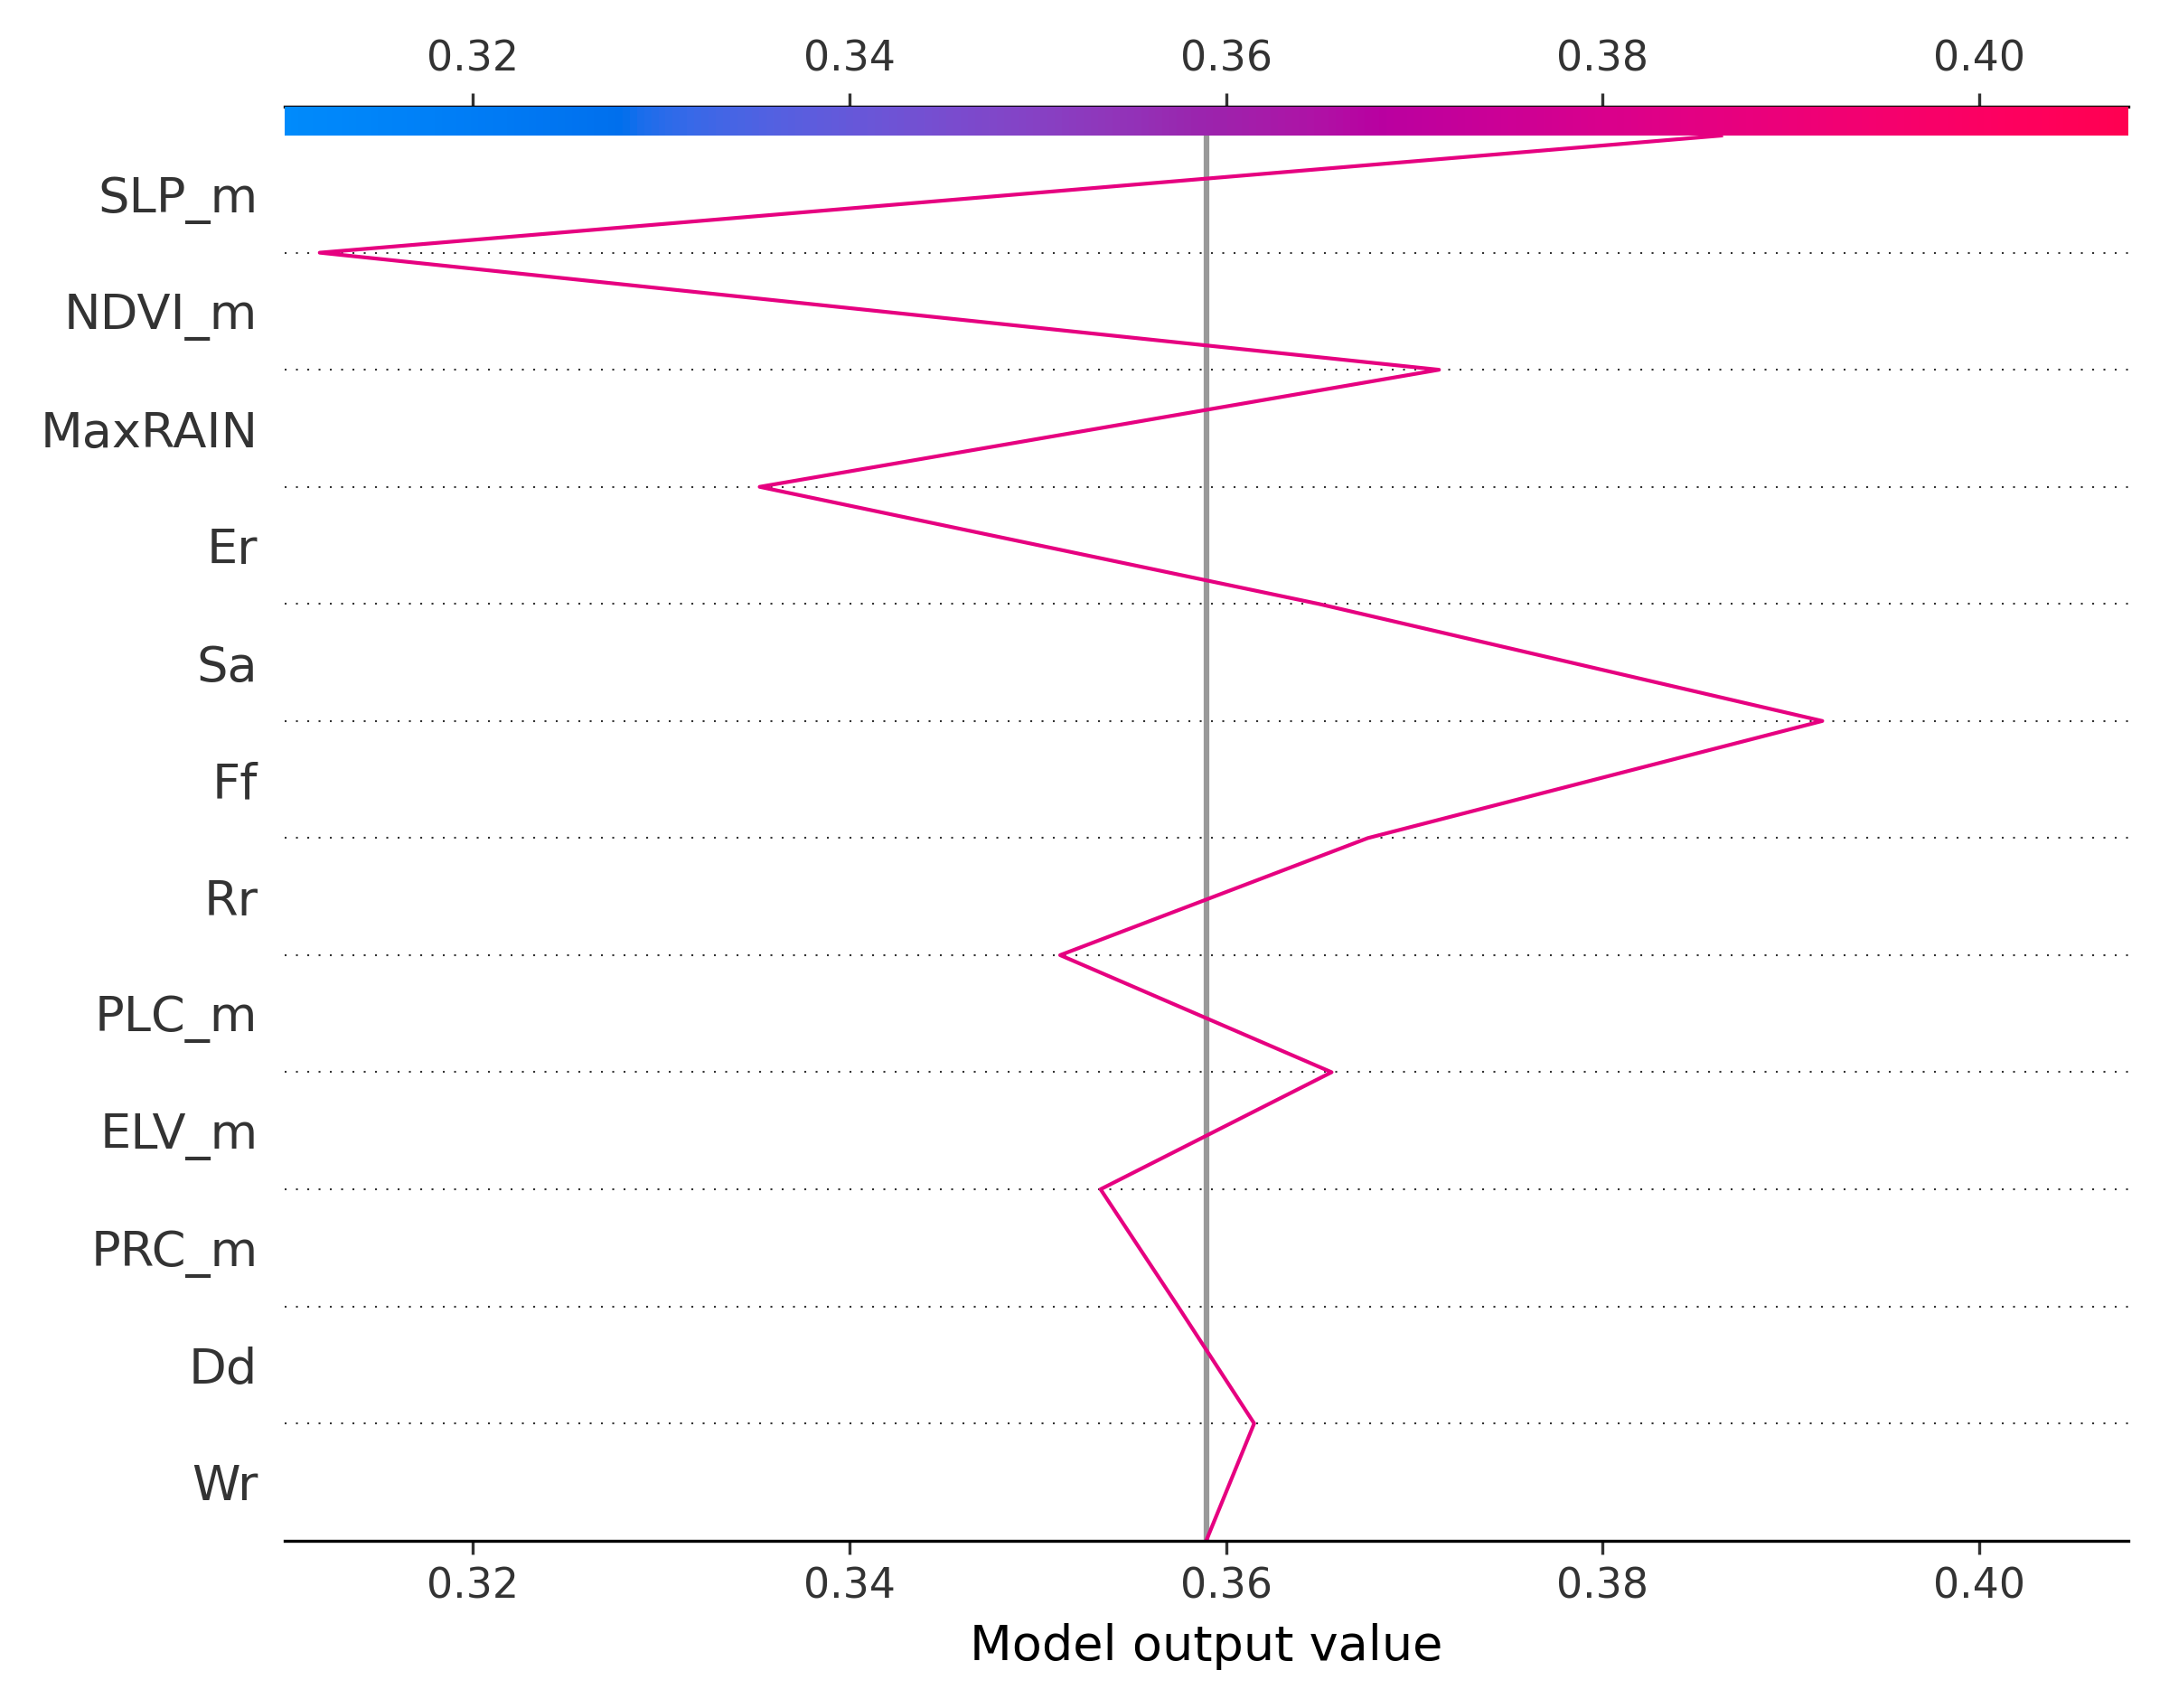 0.32 0.34 0.36 0.38 0.40
SLP_m
NDVI_m
MaxRAIN
Er
Sa
Ff
Rr
PLC_m
ELV_m
PRC_m
Dd
Wr
0.32 0.34 0.36 0.38 0.40
Model output value